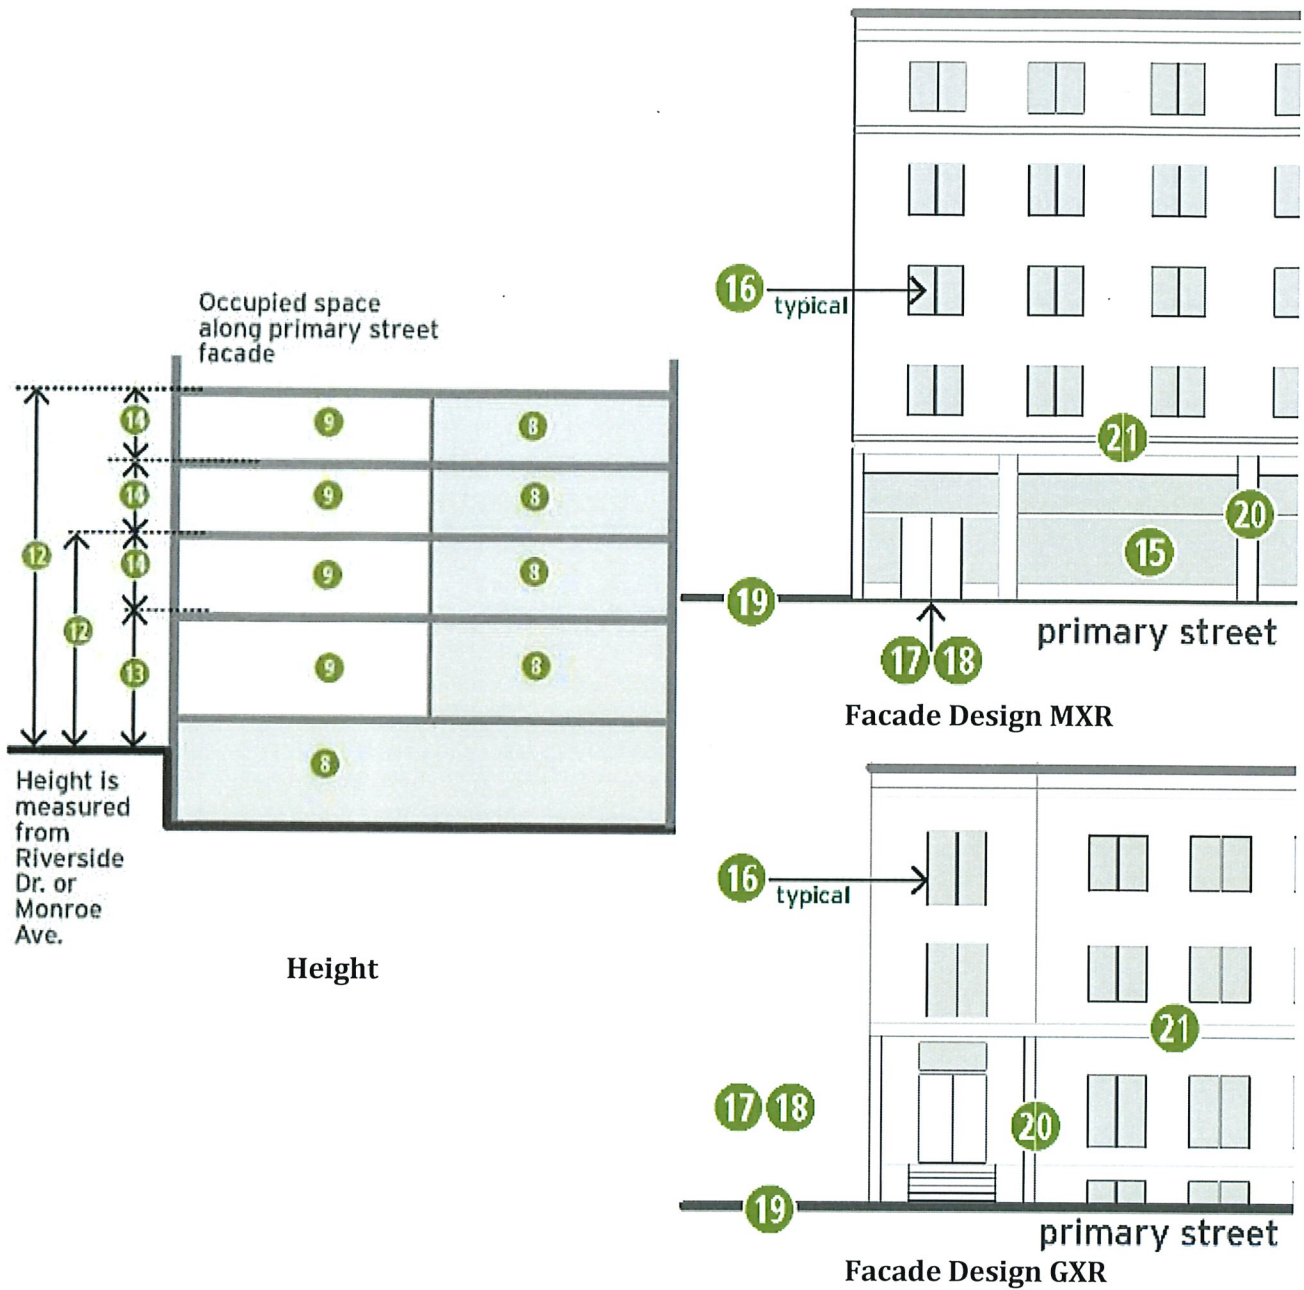 Occupied space
along primary street
facade
14
9
8
14
9
8
12
14
9
8
12
13
9
8
8
Height is
measured
from
Riverside
Dr. or
Monroe
Ave.
Height
16
typical
21
20
15
19
primary street
17 18
Facade Design MXR
16
typical
21
17 18
20
19
primary street
Facade Design GXR